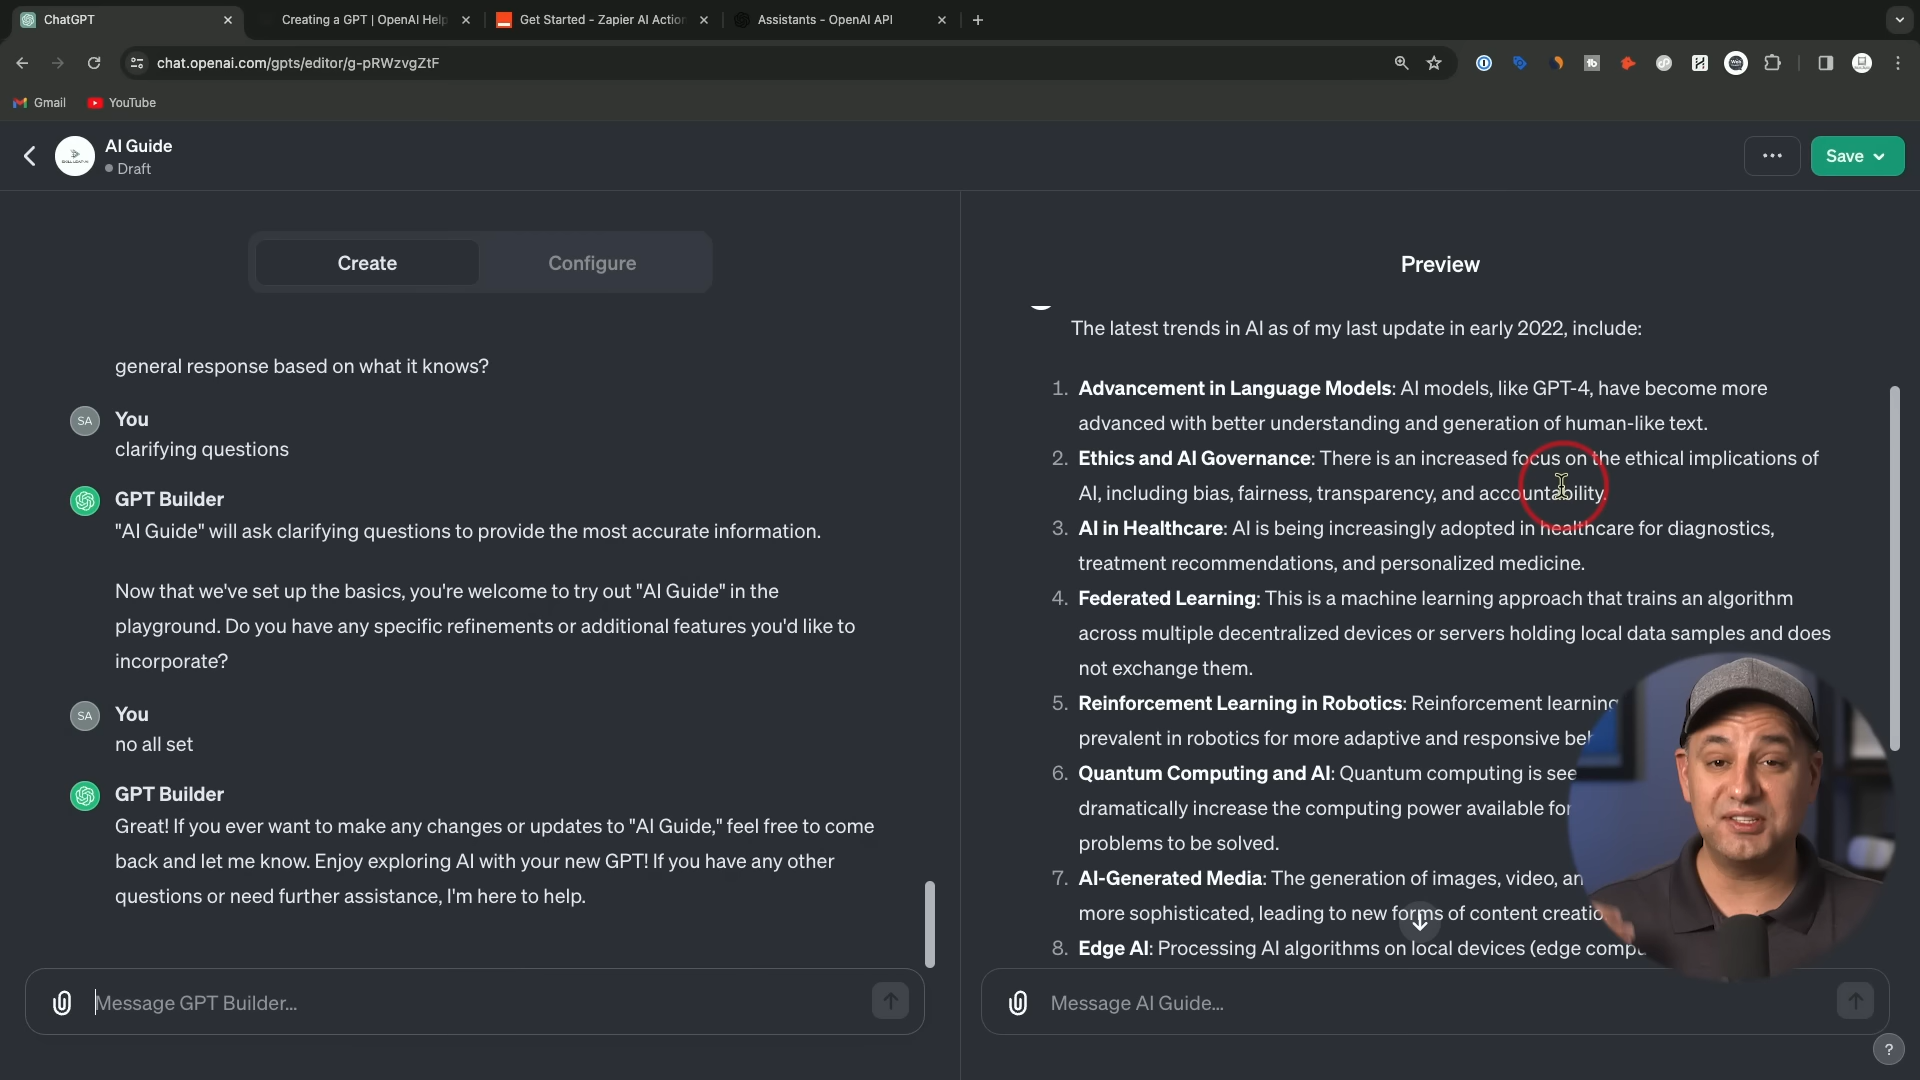 ChatGPT
Creating a GPT | OpenAI Help
Get Started - Zapier AI Action
Assistants - OpenAI API
chat.openai.com/gpts/editor/g-pRWzvgZtF
Gmail
YouTube
AI Guide
Draft
Save
Create
Configure
general response based on what it knows?
SA
You
clarifying questions
GPT Builder
"AI Guide" will ask clarifying questions to provide the most accurate information.
Now that we've set up the basics, you're welcome to try out "AI Guide" in the
playground. Do you have any specific refinements or additional features you'd like to
incorporate?
SA
You
no all set
GPT Builder
Great! If you ever want to make any changes or updates to "AI Guide," feel free to come
back and let me know. Enjoy exploring AI with your new GPT! If you have any other
questions or need further assistance, I'm here to help.
Message GPT Builder...
Preview
The latest trends in AI as of my last update in early 2022, include:
1. Advancement in Language Models: AI models, like GPT-4, have become more
advanced with better understanding and generation of human-like text.
2. Ethics and AI Governance: There is an increased focus on the ethical implications of
AI, including bias, fairness, transparency, and accountability.
3. AI in Healthcare: AI is being increasingly adopted in healthcare for diagnostics,
treatment recommendations, and personalized medicine.
4. Federated Learning: This is a machine learning approach that trains an algorithm
across multiple decentralized devices or servers holding local data samples and does
not exchange them.
5. Reinforcement Learning in Robotics: Reinforcement learning
prevalent in robotics for more adaptive and responsive
6. Quantum Computing and AI: Quantum computing is
dramatically increase the computing power available
problems to be solved.
7. AI-Generated Media: The generation of images, video,
more sophisticated, leading to new forms of content
8. Edge AI: Processing AI algorithms on local devices (edge
Message AI Guide...
?